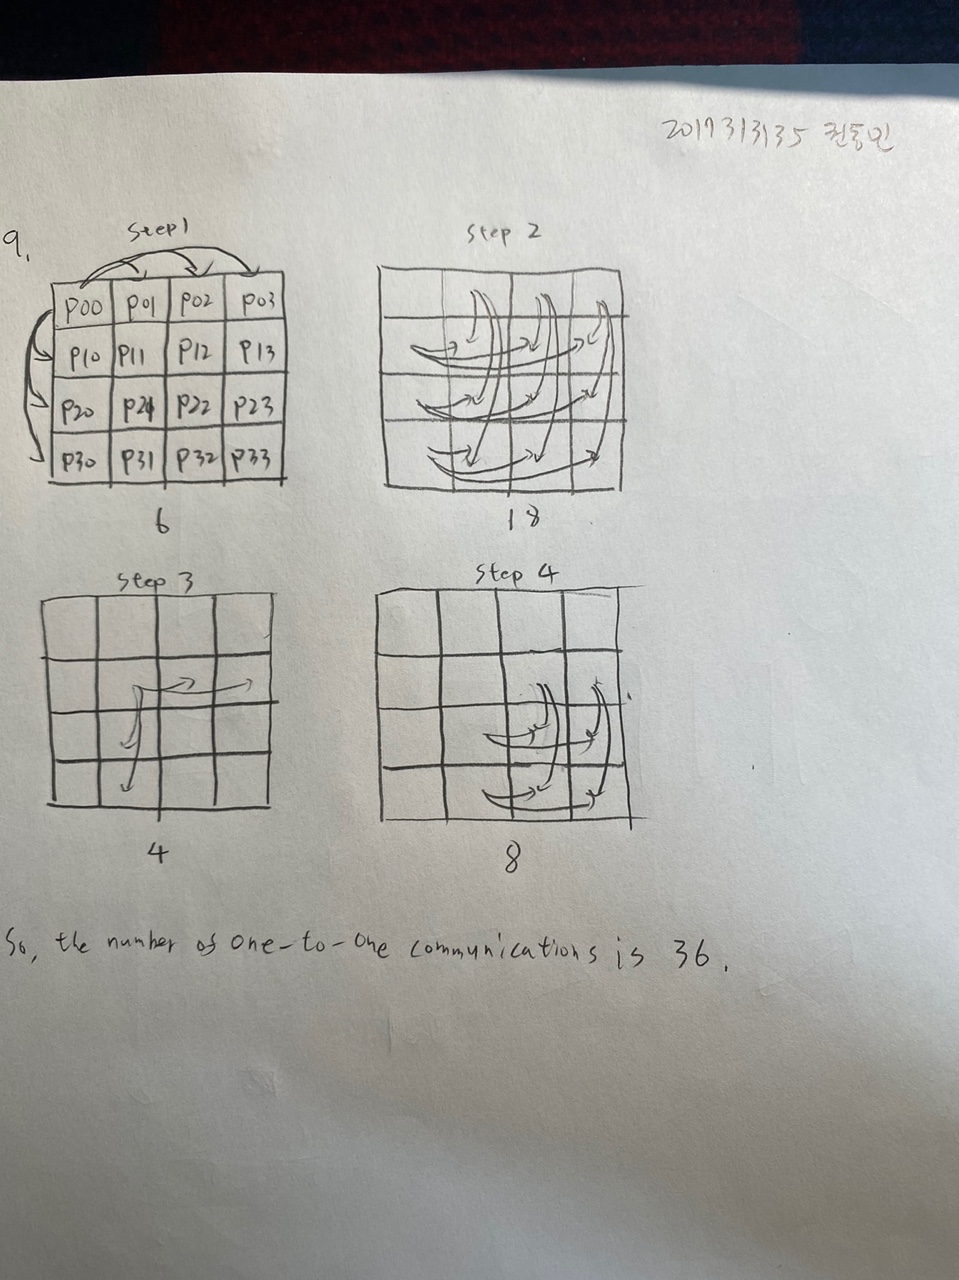 2017313135 권동민
9.
Step1
Step 2
P00 P01 P02 P03
P10 P11 P12 P13
P20 P21 P22 P23
P30 P31 P32 P33
6
18
Step 3
Step 4
4
8
So, the number of one-to-one communications is 36.